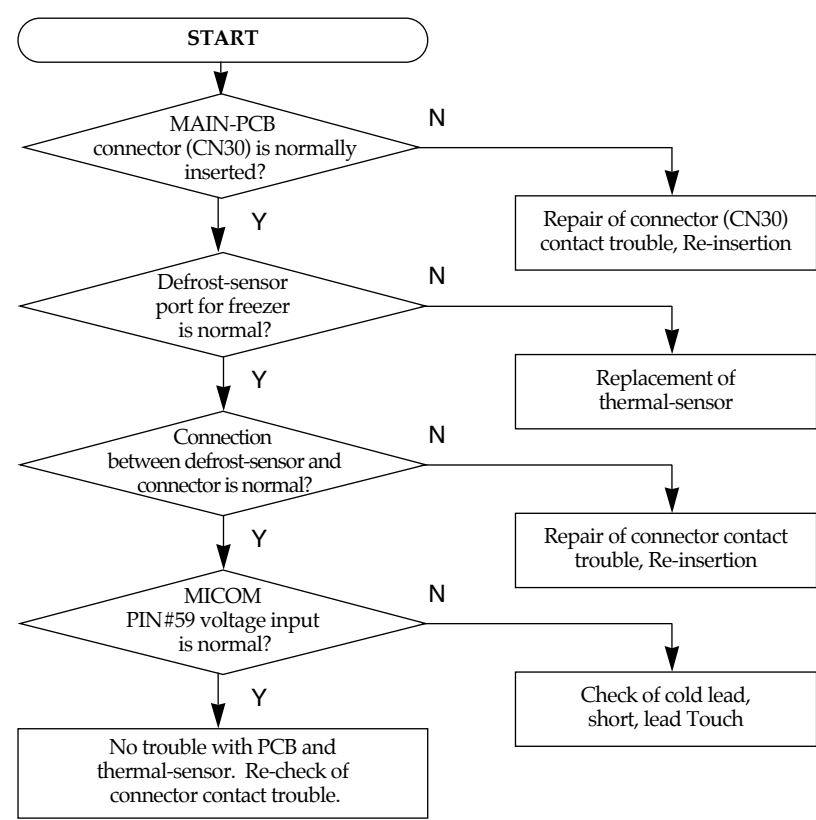 START
MAIN-PCB
connector (CN30) is normally
inserted?
N
Repair of connector (CN30)
contact trouble, Re-insertion
Y
Defrost-sensor
port for freezer
is normal?
N
Replacement of
thermal-sensor
Y
Connection
between defrost-sensor and
connector is normal?
N
Repair of connector contact
trouble, Re-insertion
Y
MICOM
PIN#59 voltage input
is normal?
N
Check of cold lead,
short, lead Touch
Y
No trouble with PCB and
thermal-sensor. Re-check of
connector contact trouble.